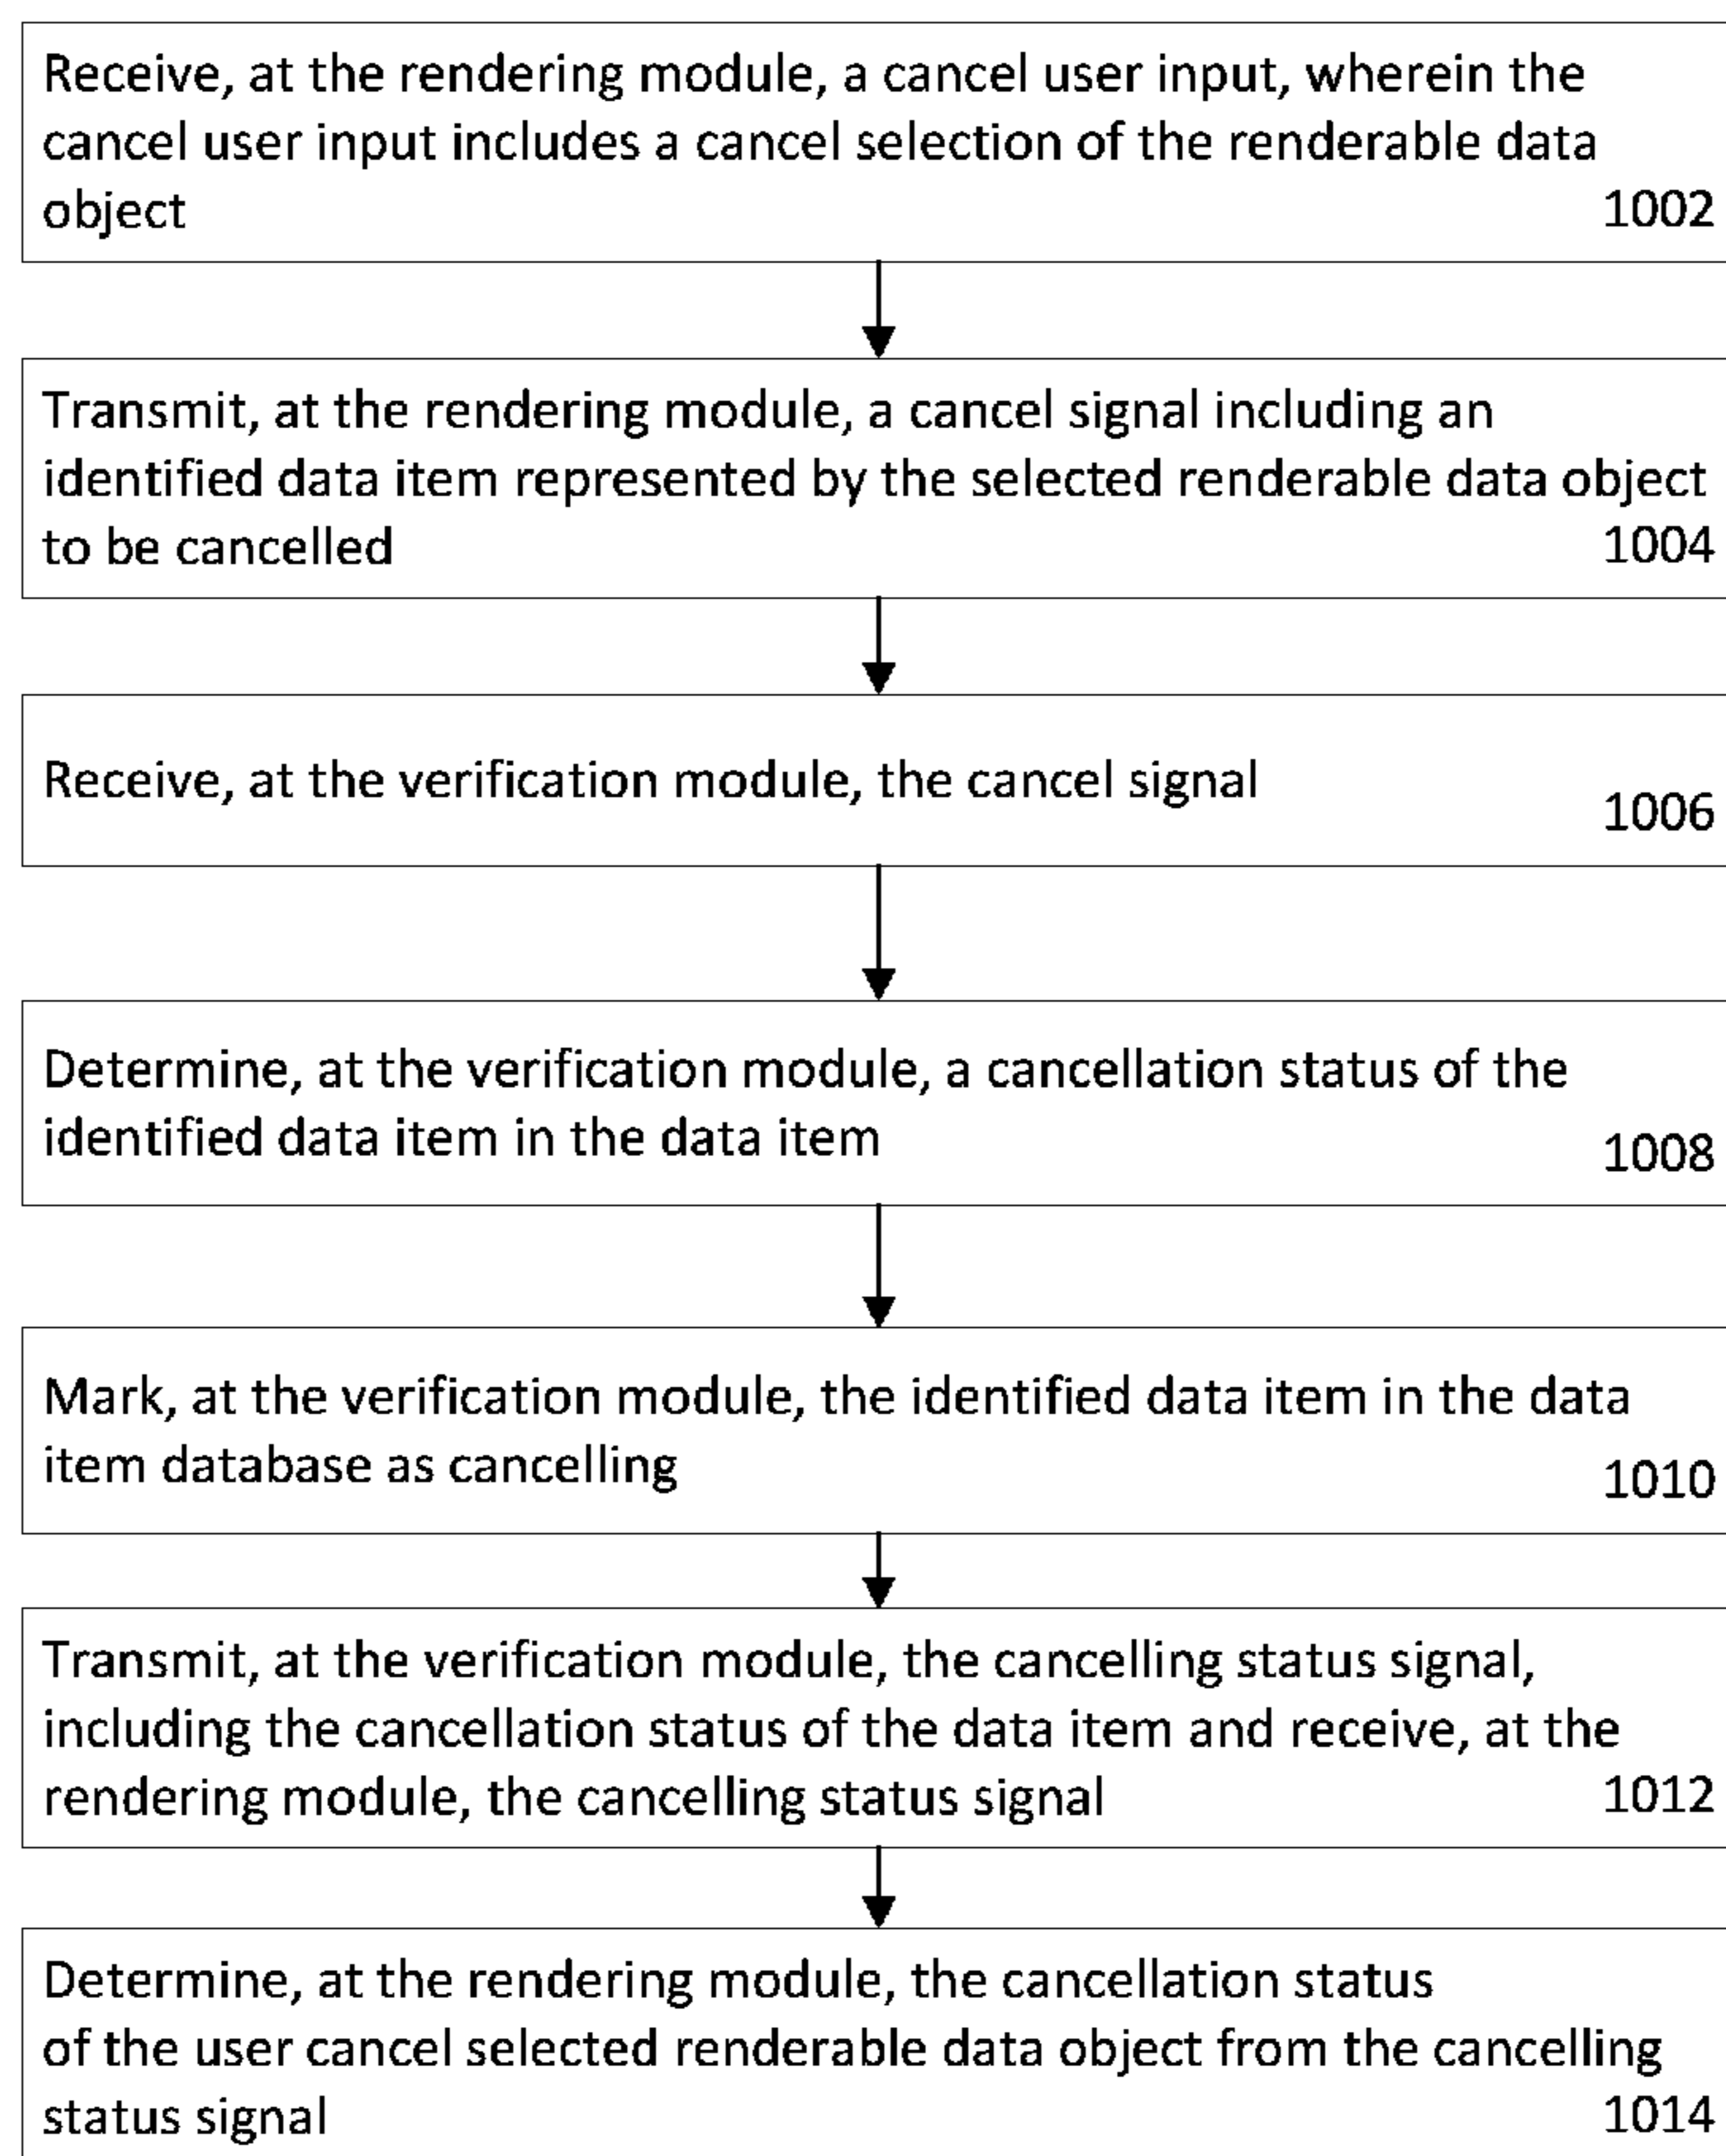 Receive, at the rendering module, a cancel user input, wherein the
cancel user input includes a cancel selection of the renderable data
object 1002
Transmit, at the rendering module, a cancel signal including an
identified data item represented by the selected renderable data object
to be cancelled 1004
Receive, at the verification module, the cancel signal
1006
Determine, at the verification module, a cancellation status of the
identified data item in the data item
1008
Mark, at the verification module, the identified data item in the data
item database as cancelling
1010
Transmit, at the verification module, the cancelling status signal,
including the cancellation status of the data item and receive, at the
rendering module, the cancelling status signal 1012
Determine, at the rendering module, the cancellation status
of the user cancel selected renderable data object from the cancelling
status signal 1014